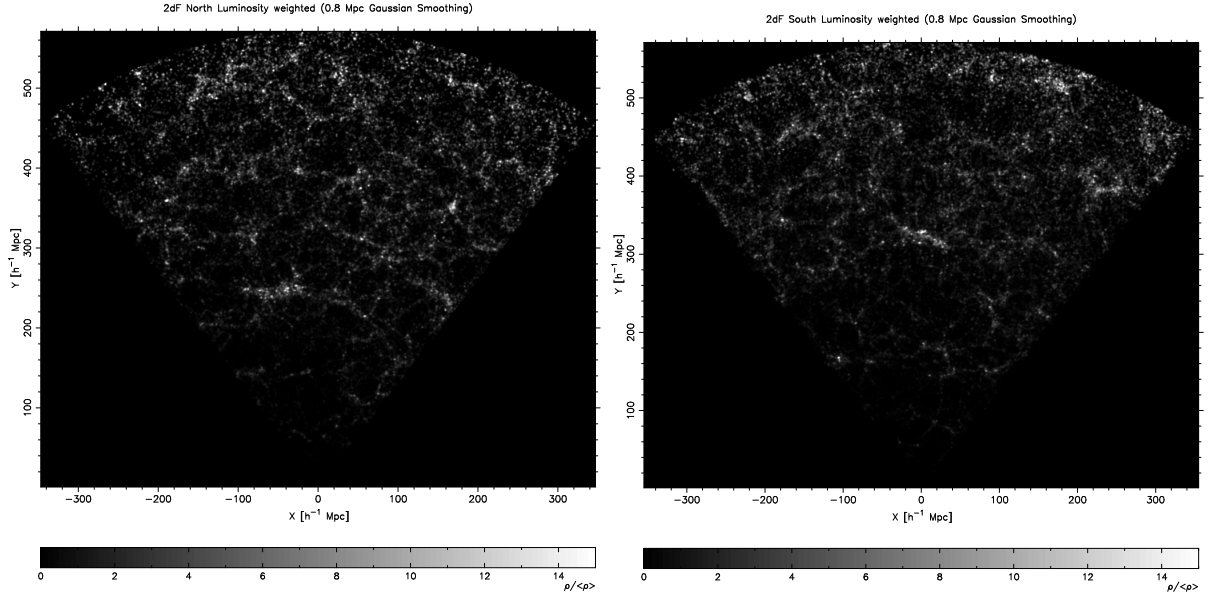 2dF North Luminosity weighted (0.8 Mpc Gaussian Smoothing)
500
400
300
200
100
Y [h⁻¹ Mpc]
−300 −200 −100 0 100 200 300
X [h⁻¹ Mpc]
0 2 4 6 8 10 12 14
ρ/<ρ>
2dF South Luminosity weighted (0.8 Mpc Gaussian Smoothing)
500
400
300
200
100
Y [h⁻¹ Mpc]
−300 −200 −100 0 100 200 300
X [h⁻¹ Mpc]
0 2 4 6 8 10 12 14
ρ/<ρ>